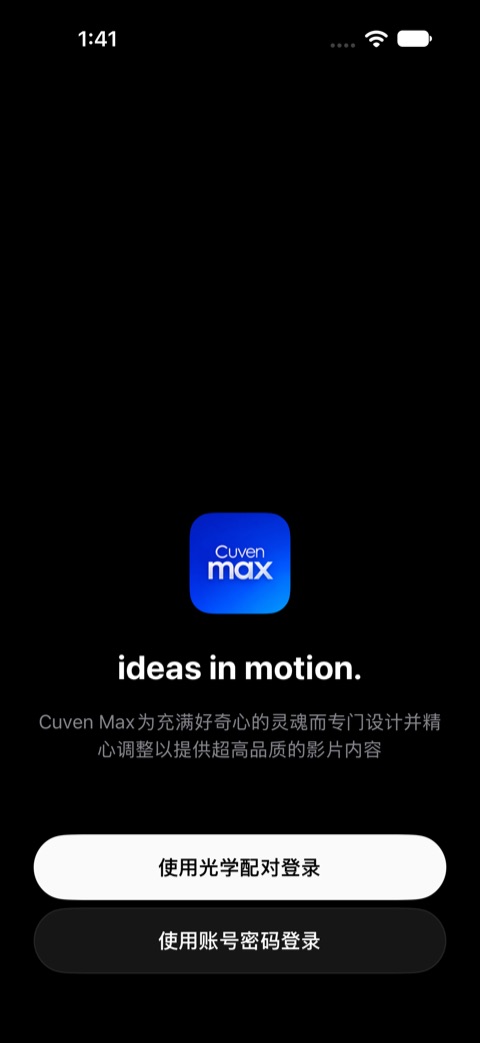 1:41
Cuven
max
ideas in motion.
Cuven Max为充满好奇心的灵魂而专门设计并精
心调整以提供超高品质的影片内容
使用光学配对登录
使用账号密码登录